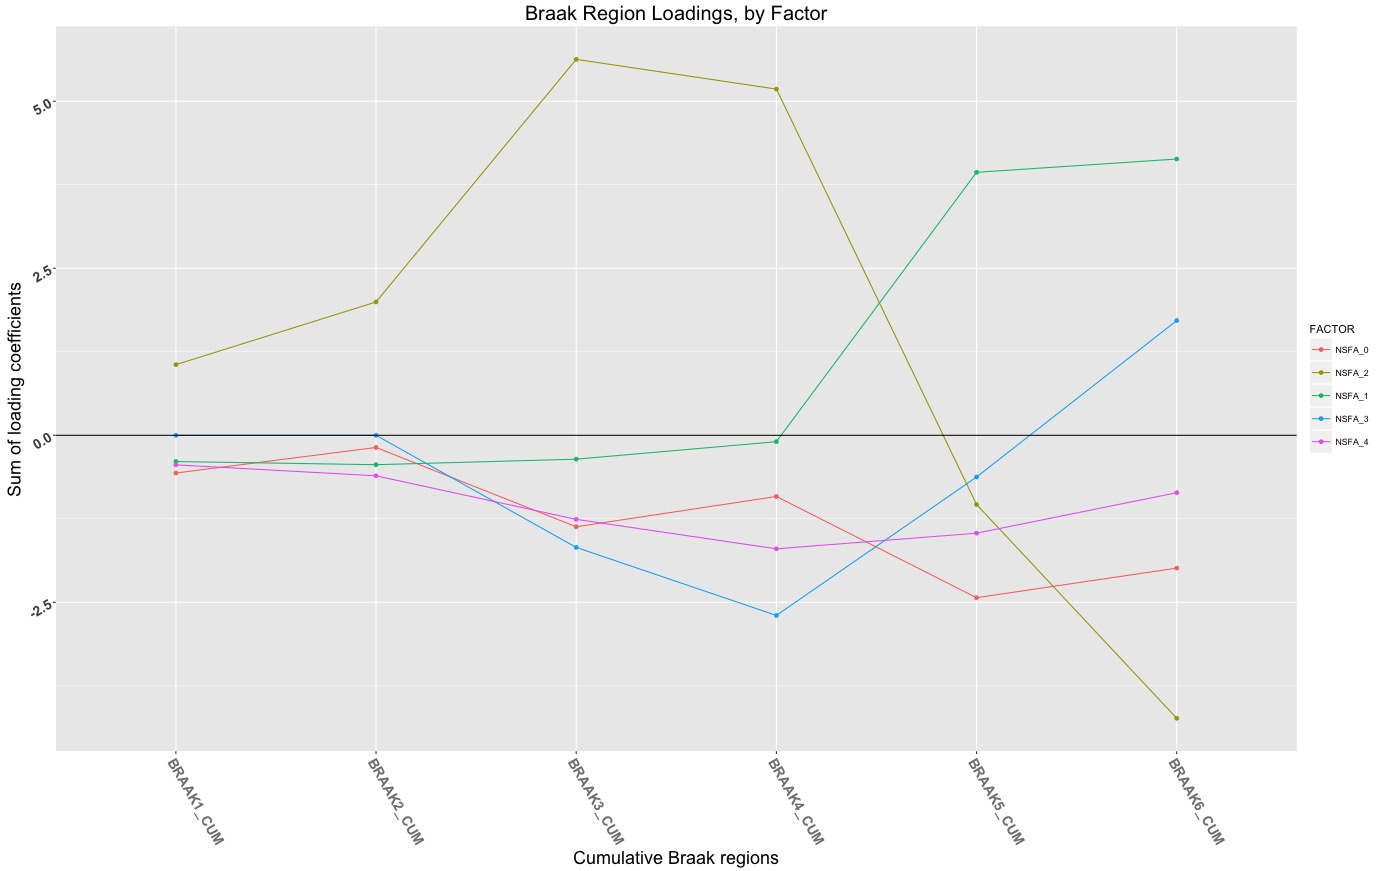 Braak Region Loadings, by Factor
Sum of loading coefficients
5.0
2.5
0.0
-2.5
BRAAK1_CUM
BRAAK2_CUM
BRAAK3_CUM
BRAAK4_CUM
BRAAK5_CUM
BRAAK6_CUM
Cumulative Braak regions
FACTOR
NSFA_0
NSFA_2
NSFA_1
NSFA_3
NSFA_4